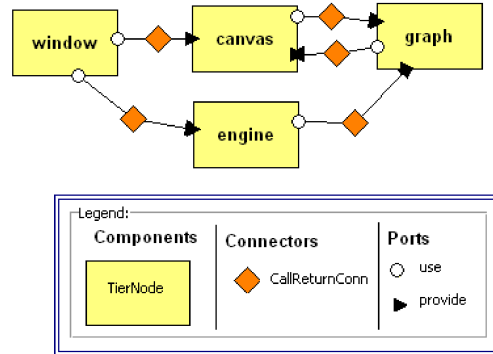 window
canvas
graph
engine
Legend:
Components
Connectors
Ports
TierNode
CallReturnConn
use
provide